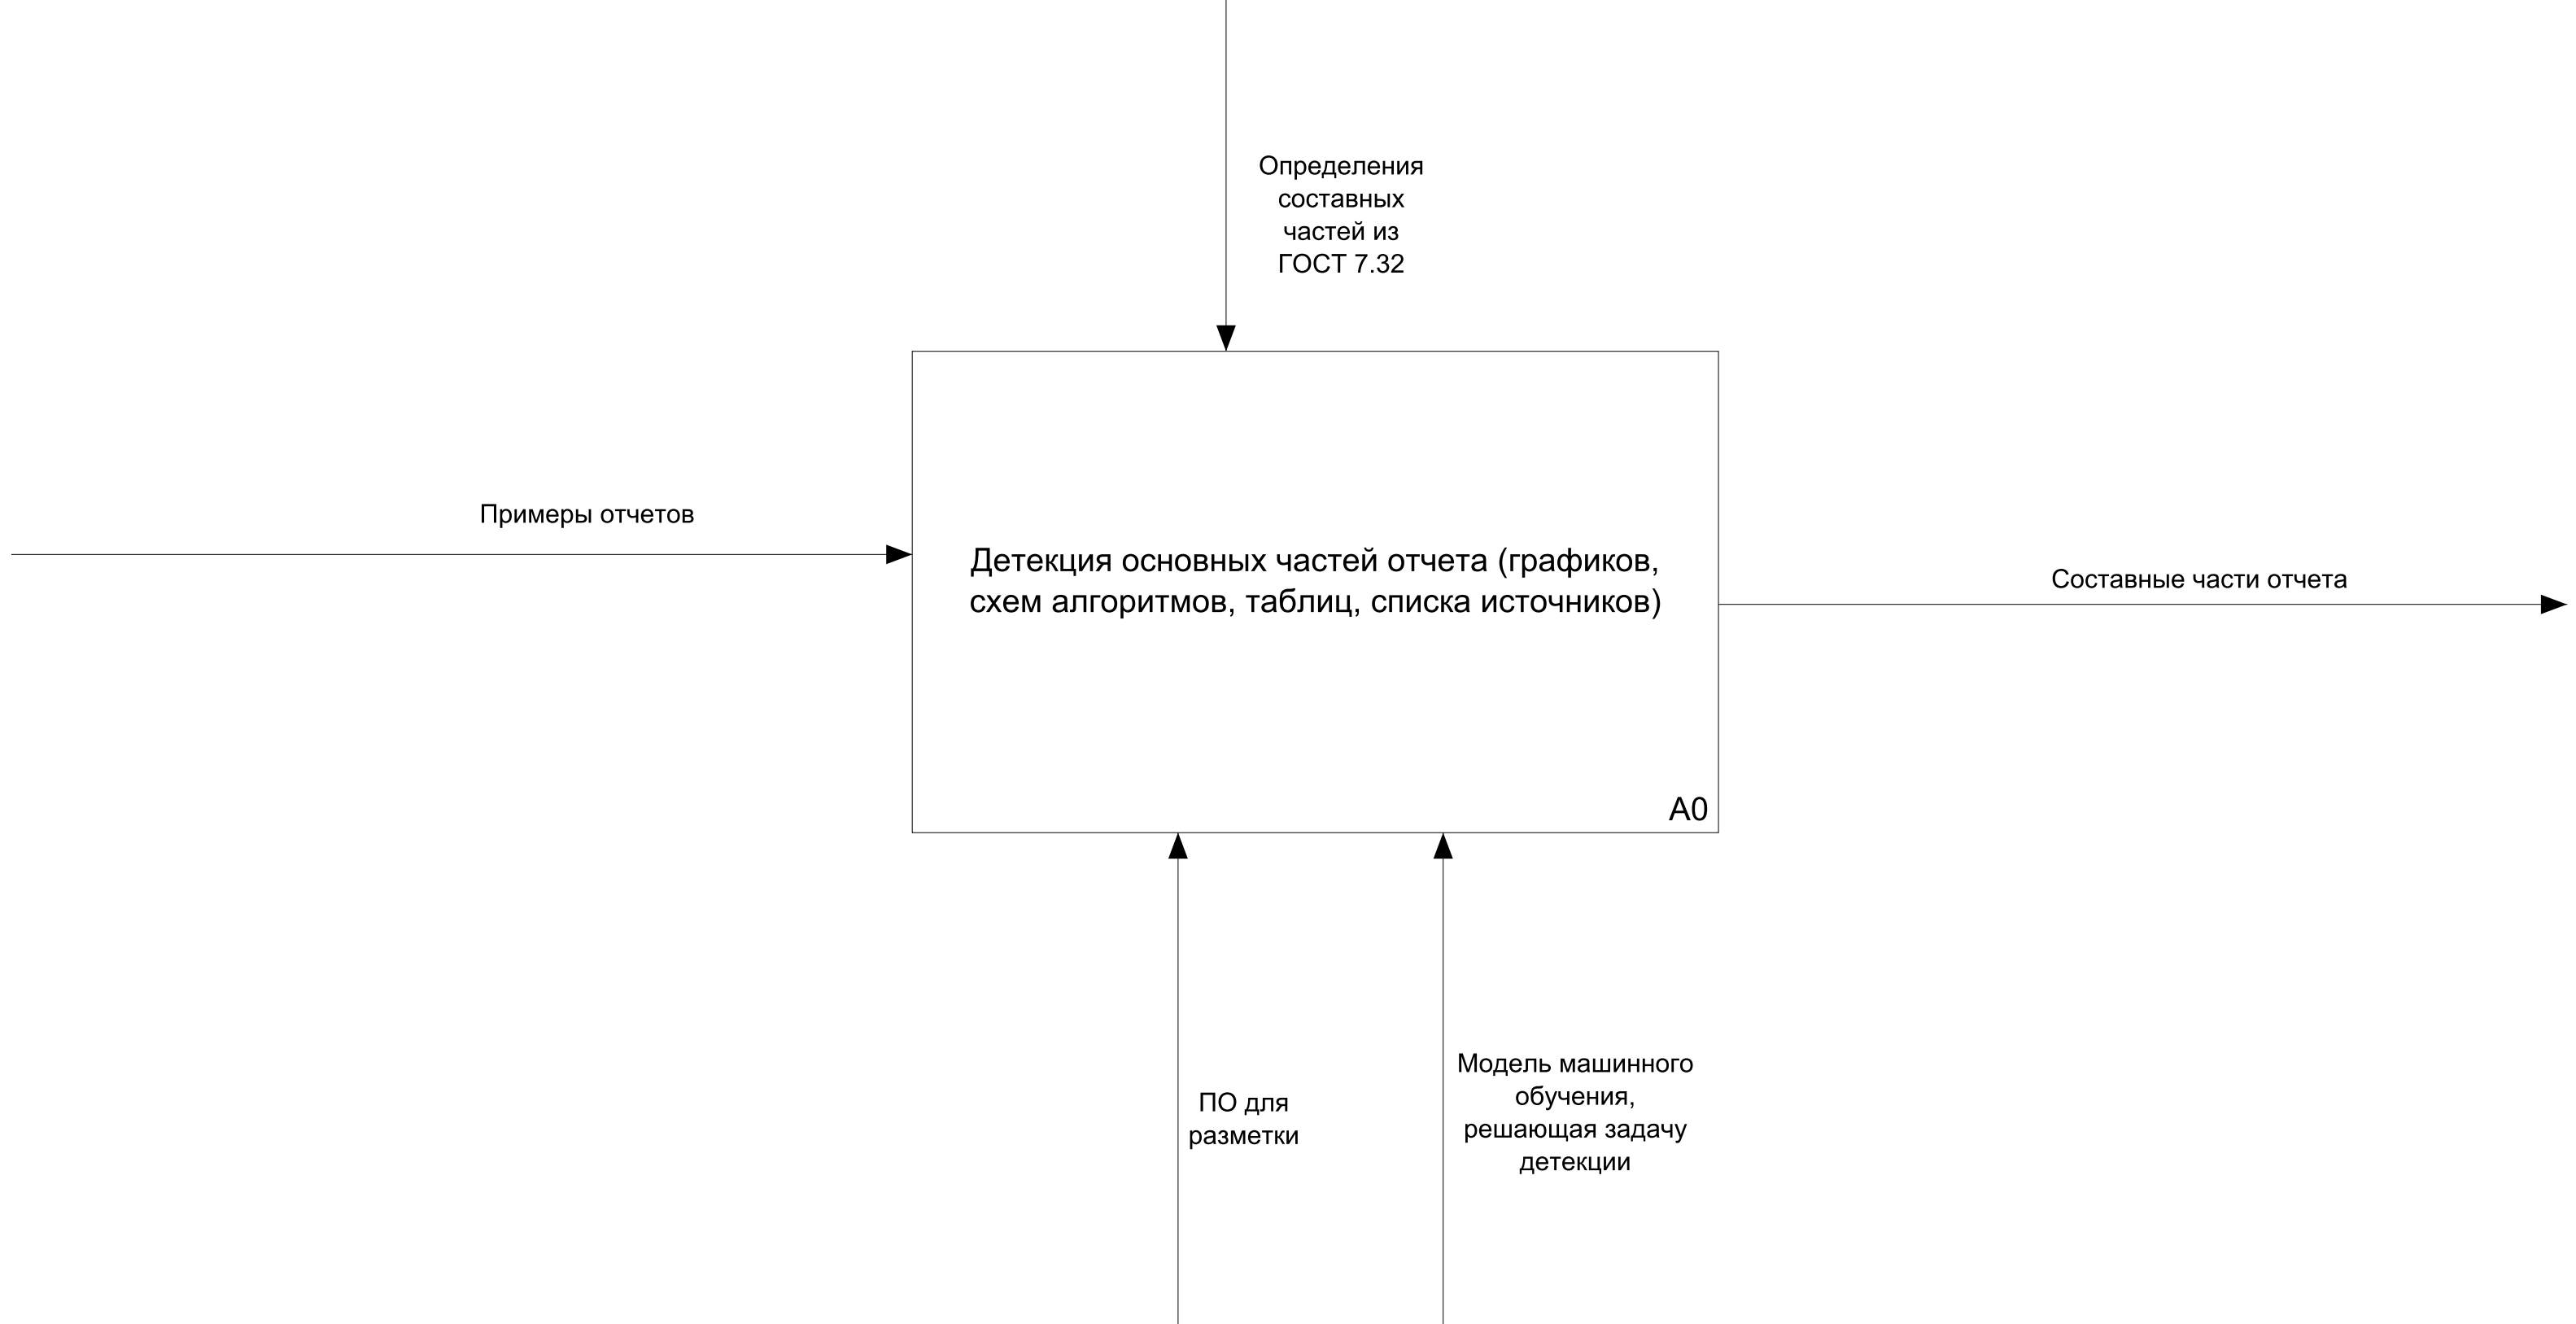 Определения
составных
частей из
ГОСТ 7.32
Примеры отчетов
Детекция основных частей отчета (графиков,
схем алгоритмов, таблиц, списка источников)
Составные части отчета
А0
ПО для
разметки
Модель машинного
обучения,
решающая задачу
детекции